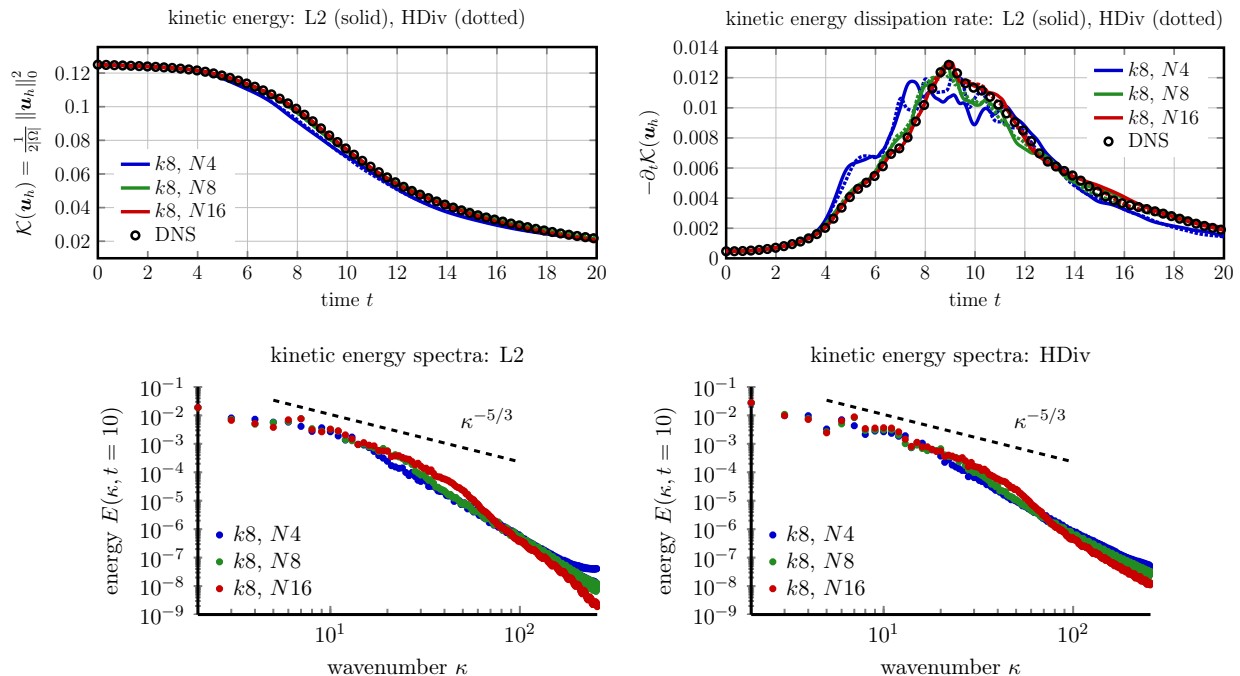 kinetic energy: L2 (solid), HDiv (dotted)
𝒦(𝒖ₕ) = 1/(2|Ω|) ‖𝒖ₕ‖₀²
0.12
0.1
0.08
0.06
0.04
0.02
k8, N4
k8, N8
k8, N16
DNS
0 2 4 6 8 10 12 14 16 18 20
time t
kinetic energy dissipation rate: L2 (solid), HDiv (dotted)
−∂ₜ𝒦(𝒖ₕ)
0.014
0.012
0.01
0.008
0.006
0.004
0.002
0
k8, N4
k8, N8
k8, N16
DNS
0 2 4 6 8 10 12 14 16 18 20
time t
kinetic energy spectra: L2
energy E(κ, t = 10)
10⁻¹
10⁻²
10⁻³
10⁻⁴
10⁻⁵
10⁻⁶
10⁻⁷
10⁻⁸
10⁻⁹
κ⁻⁵/³
k8, N4
k8, N8
k8, N16
10¹ 10²
wavenumber κ
kinetic energy spectra: HDiv
energy E(κ, t = 10)
10⁻¹
10⁻²
10⁻³
10⁻⁴
10⁻⁵
10⁻⁶
10⁻⁷
10⁻⁸
10⁻⁹
κ⁻⁵/³
k8, N4
k8, N8
k8, N16
10¹ 10²
wavenumber κ